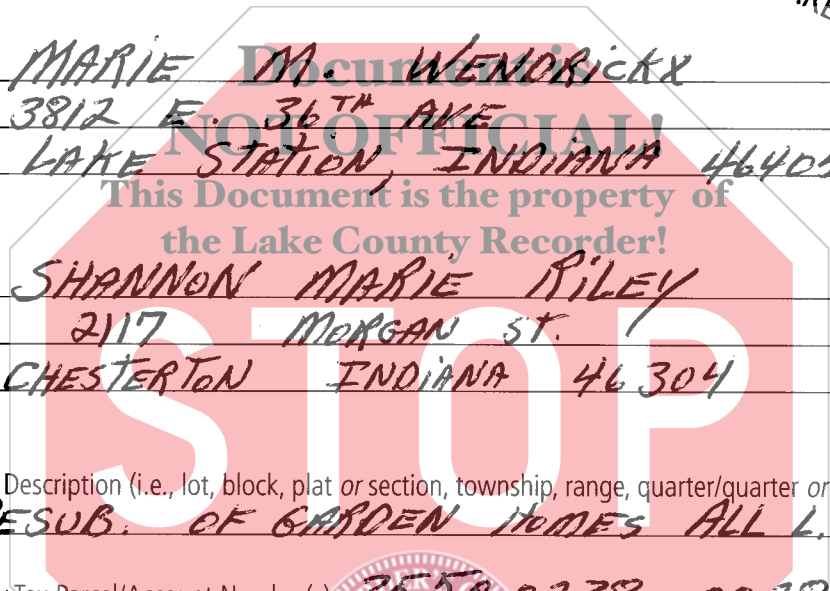 MARIE M. WENDRICKX
Document is
3812 E. 36TH AVE
NOT OFFICIAL!
LAKE STATION, INDIANA 46405
This Document is the property of
the Lake County Recorder!
SHANNON MARIE RILEY
2117 MORGAN ST.
STOP
CHESTERTON INDIANA 46304
Description (i.e., lot, block, plat or section, township, range, quarter/quarter or
ESUB. OF GARDEN HOMES ALL L.